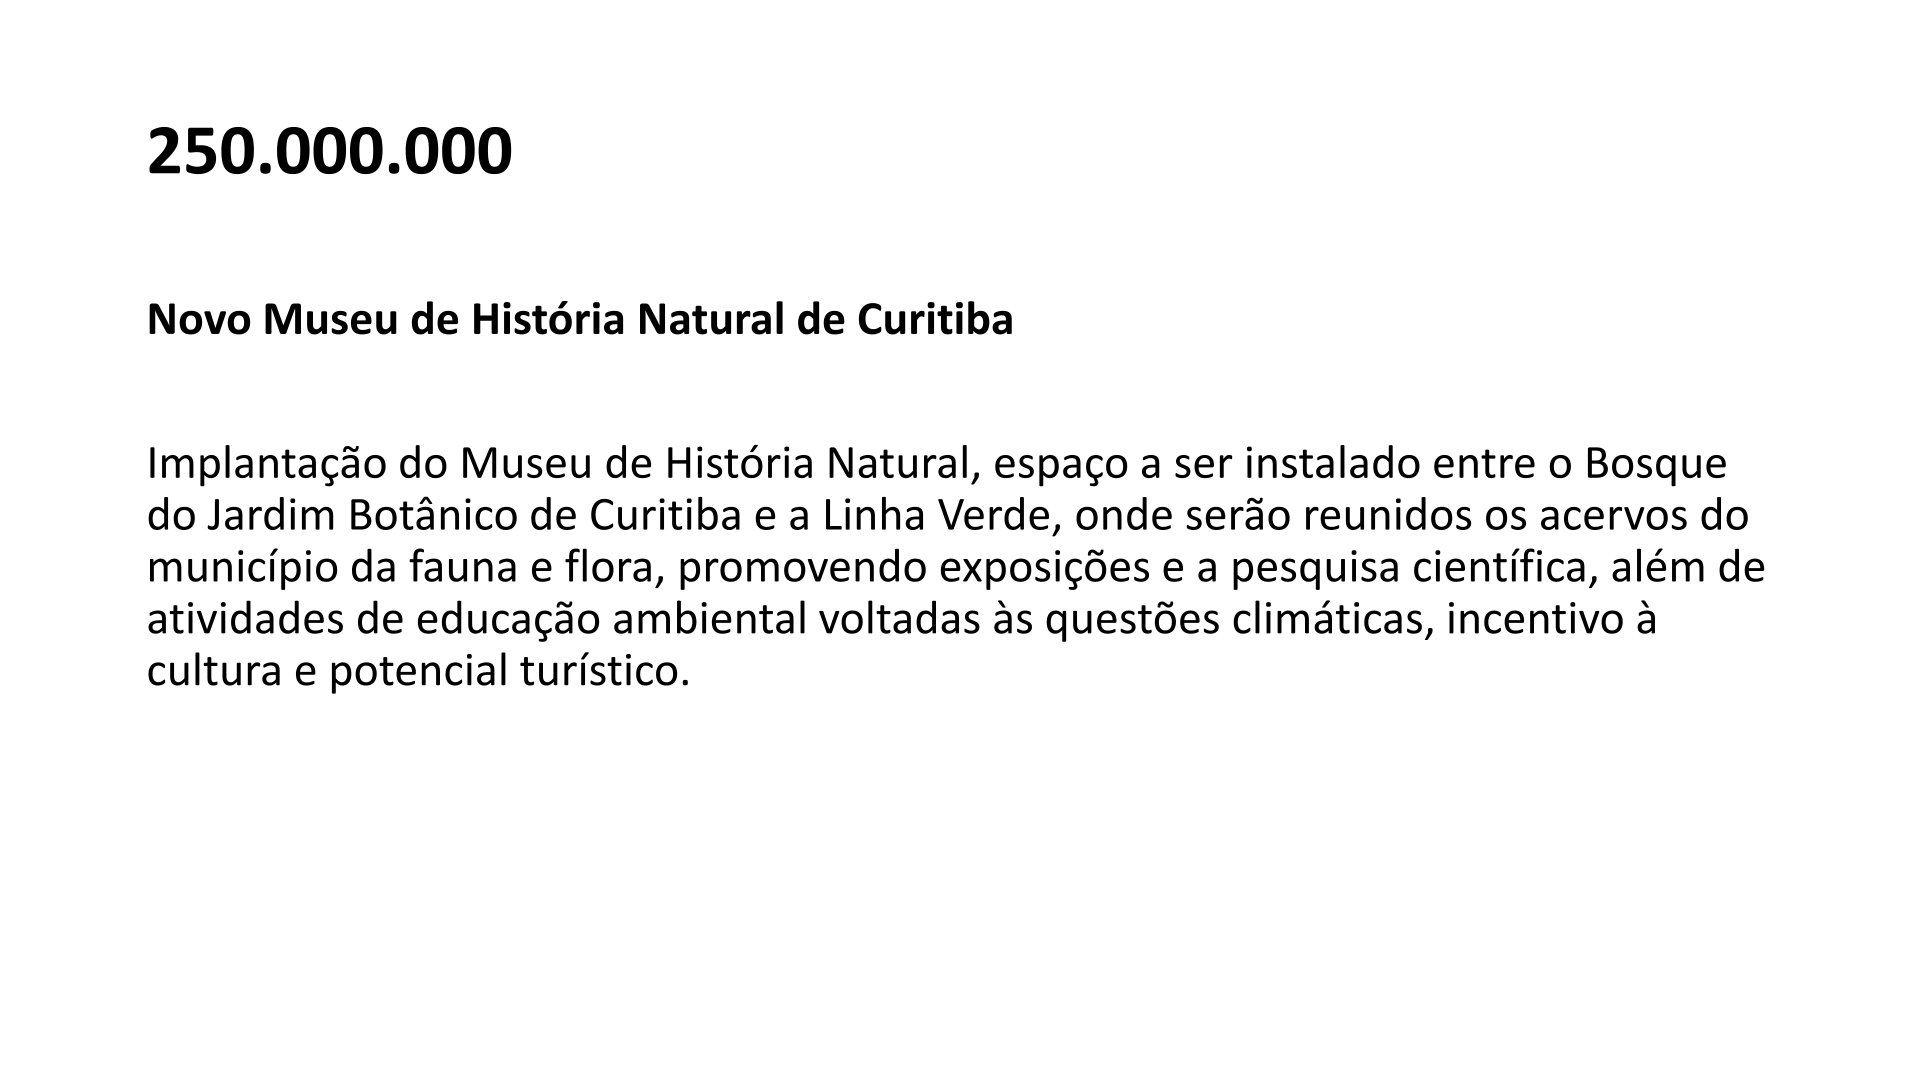 250.000.000
Novo Museu de História Natural de Curitiba
Implantação do Museu de História Natural, espaço a ser instalado entre o Bosque
do Jardim Botânico de Curitiba e a Linha Verde, onde serão reunidos os acervos do
município da fauna e flora, promovendo exposições e a pesquisa científica, além de
atividades de educação ambiental voltadas às questões climáticas, incentivo à
cultura e potencial turístico.